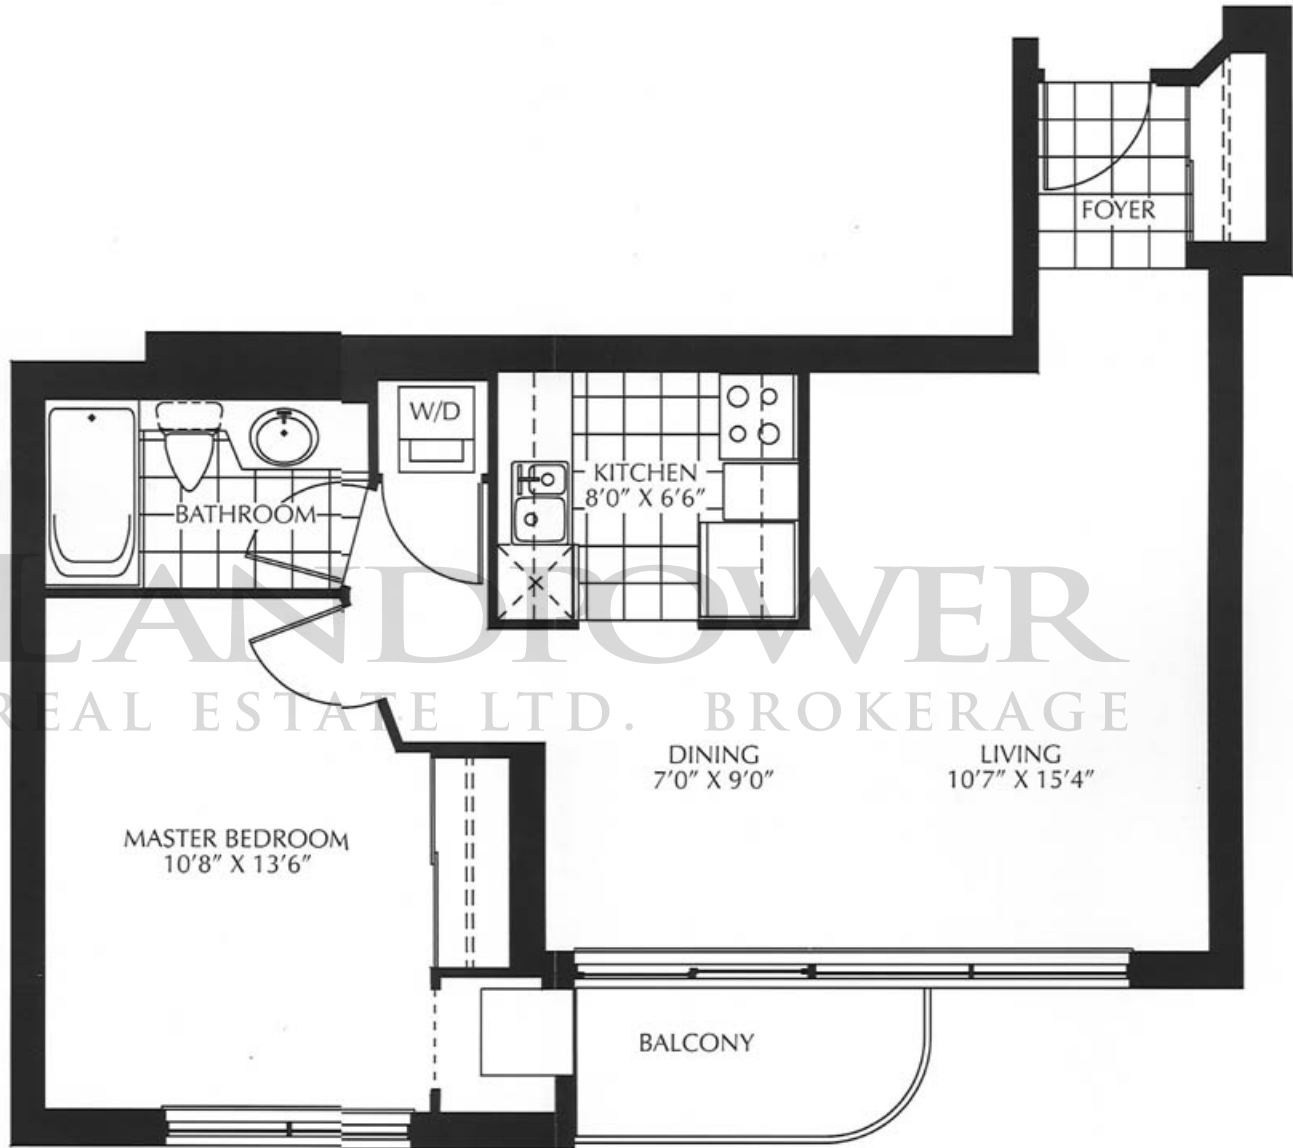 FOYER
W/D
KITCHEN
8'0" X 6'6"
BATHROOM
LANDPOWER
REAL ESTATE LTD. BROKERAGE
DINING
7'0" X 9'0"
LIVING
10'7" X 15'4"
MASTER BEDROOM
10'8" X 13'6"
BALCONY